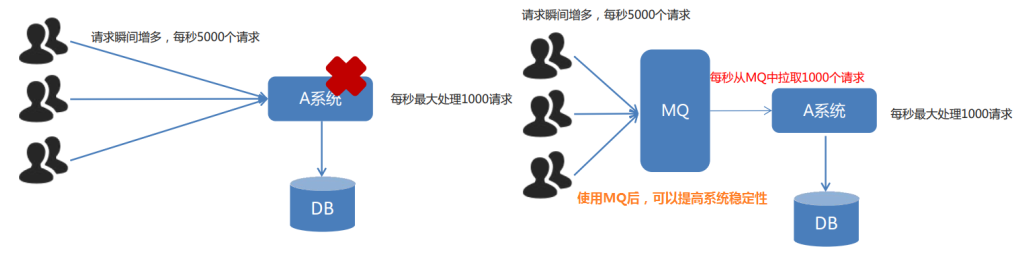 请求瞬间增多，每秒5000个请求
A系统
每秒最大处理1000请求
DB
请求瞬间增多，每秒5000个请求
MQ
每秒从MQ中拉取1000个请求
A系统
每秒最大处理1000请求
使用MQ后，可以提高系统稳定性
DB